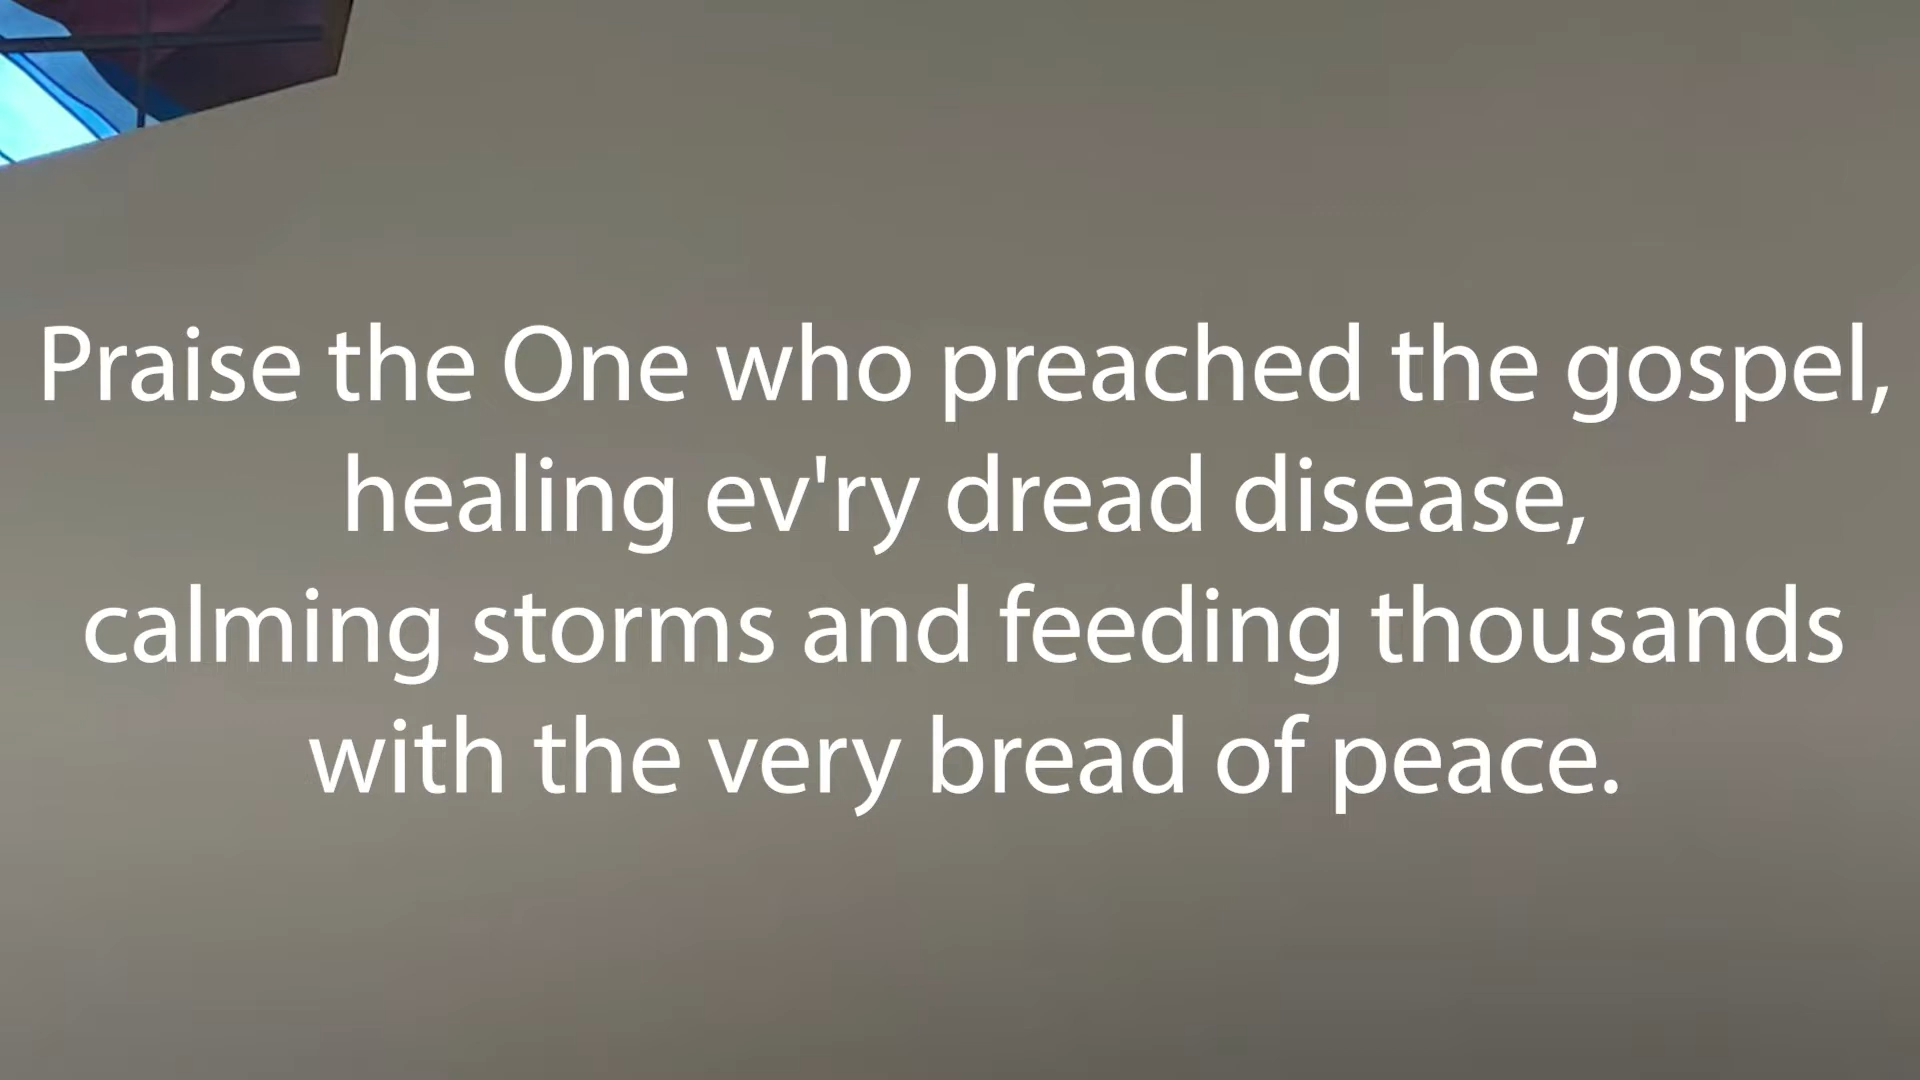 Praise the One who preached the gospel,
healing ev'ry dread disease,
calming storms and feeding thousands
with the very bread of peace.